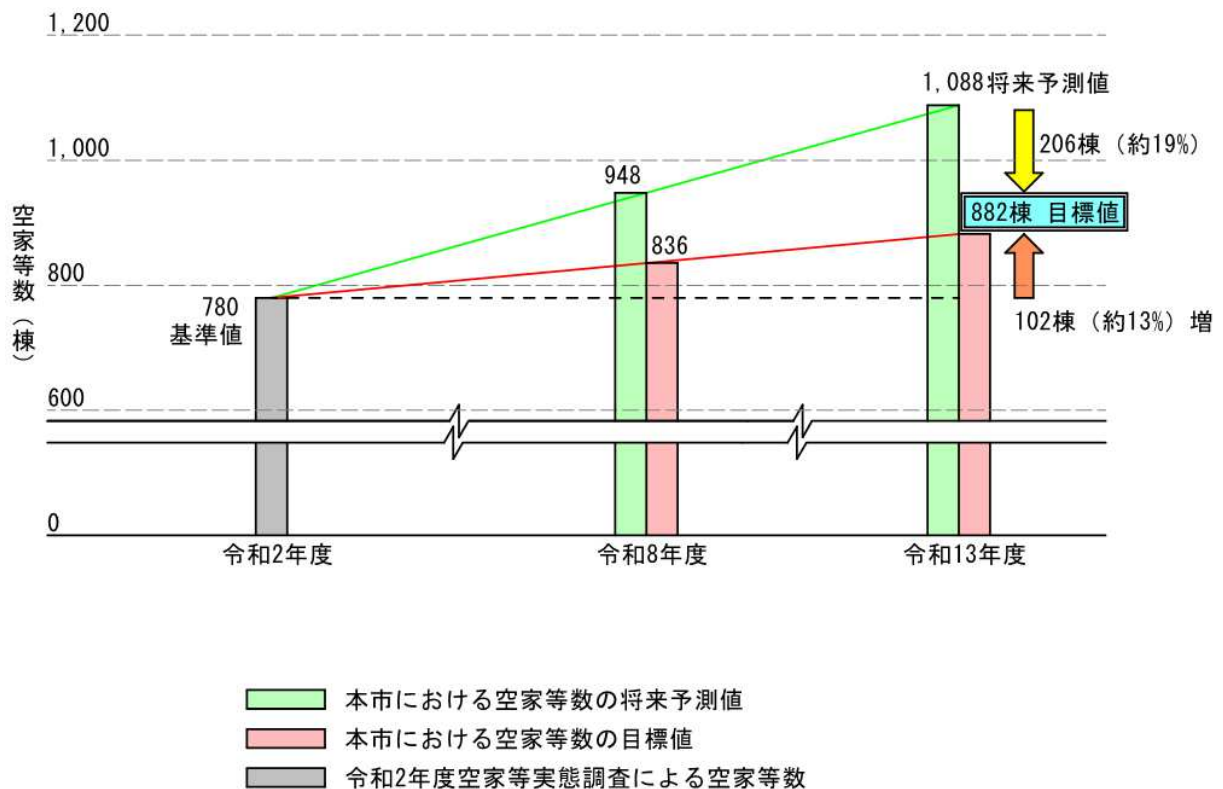 1,200
1,088将来予測値
206棟（約19%）
1,000
948
882棟 目標値
836
800
780
基準値
102棟（約13%）増
600
0
空家等数（棟）
令和2年度
令和8年度
令和13年度
本市における空家等数の将来予測値
本市における空家等数の目標値
令和2年度空家等実態調査による空家等数